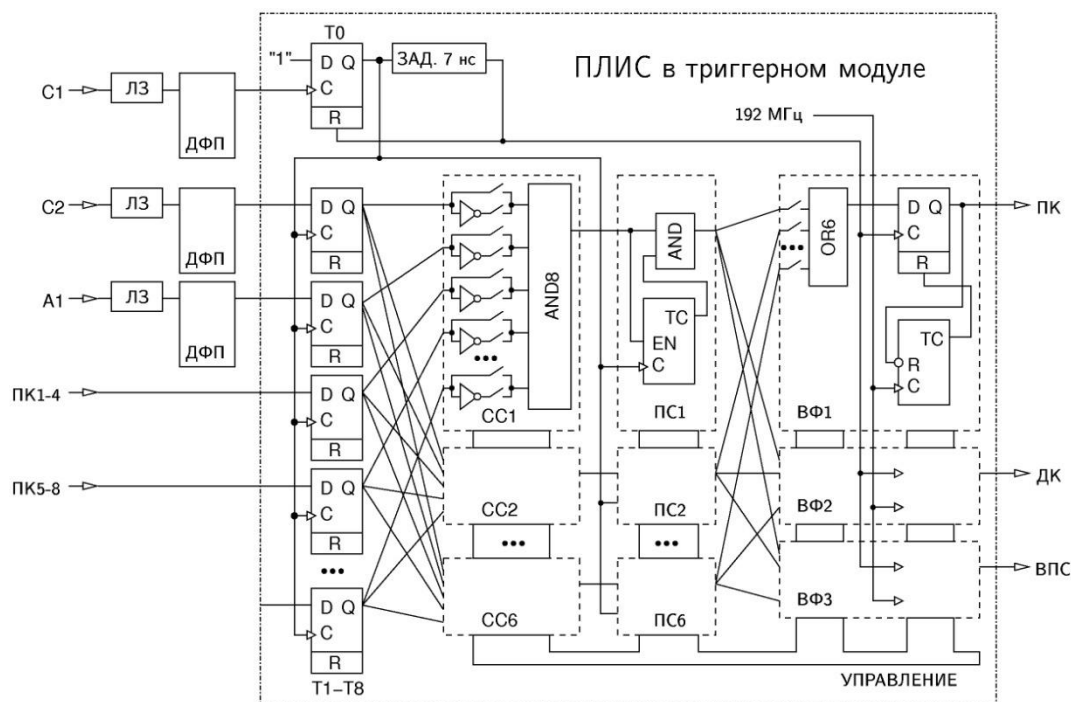 T0
"1"
D Q
C
R
ЗАД. 7 нс
ПЛИС в триггерном модуле
192 МГц
C1
ЛЗ
ДФП
C2
ЛЗ
ДФП
D Q
C
R
A1
ЛЗ
ДФП
D Q
C
R
ПК1-4
D Q
C
R
ПК5-8
D Q
C
R
•••
D Q
C
R
T1–T8
•••
AND8
CC1
CC2
•••
CC6
AND
TC
EN
C
ПС1
ПС2
•••
ПС6
•••
OR6
D Q
C
R
TC
R
C
ВФ1
ВФ2
ВФ3
ПК
ДК
ВПС
УПРАВЛЕНИЕ